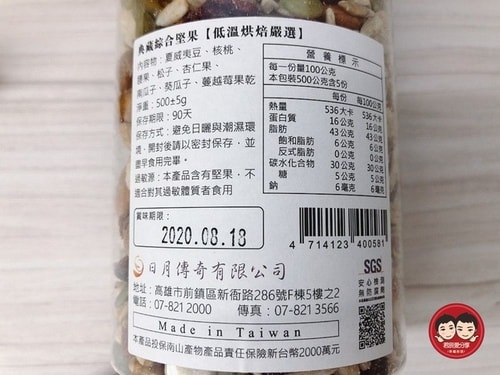 典藏綜合堅果【低溫烘焙嚴選】
內容物：夏威夷豆、核桃、
腰果、松子、杏仁果、
南瓜子、葵瓜子、蔓越莓果乾
淨重：500±5g
保存期限：90天
保存方式：避免日曬與潮濕環
境、開封後請以密封保存，並
盡早食用完畢。
過敏源：本產品含有堅果，不
適合對其過敏體質者食用
營養標示
每一份量100公克
本包裝500公克含5份
每份 每100公克
熱量 536大卡 536大卡
蛋白質 16公克 16公克
脂肪 43公克 43公克
飽和脂肪 6公克 6公克
反式脂肪 0公克 0公克
碳水化合物 30公克 30公克
糖 5公克 5公克
鈉 6毫克 6毫克
賞味期限：
2020.08.18
4 714123 400581
日月傳奇有限公司
地址：高雄市前鎮區新衙路286號F棟5樓之2
電話：07-821 2000 傳真：07-821 3566
Made in Taiwan
本產品投保南山產物產品責任保險新台幣2000萬元
SGS
安心檢驗
無防腐劑